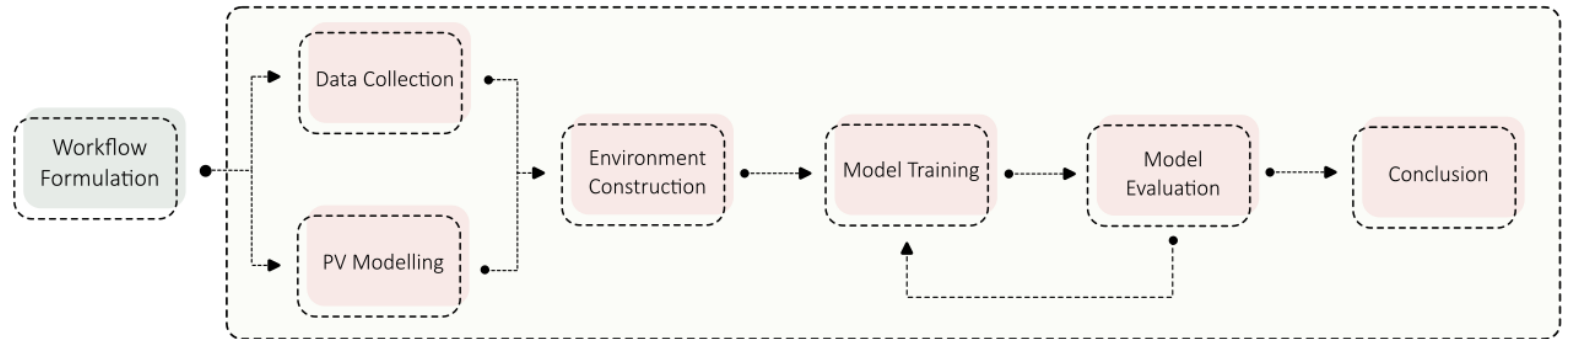 Workflow
Formulation
Data Collection
PV Modelling
Environment
Construction
Model Training
Model
Evaluation
Conclusion